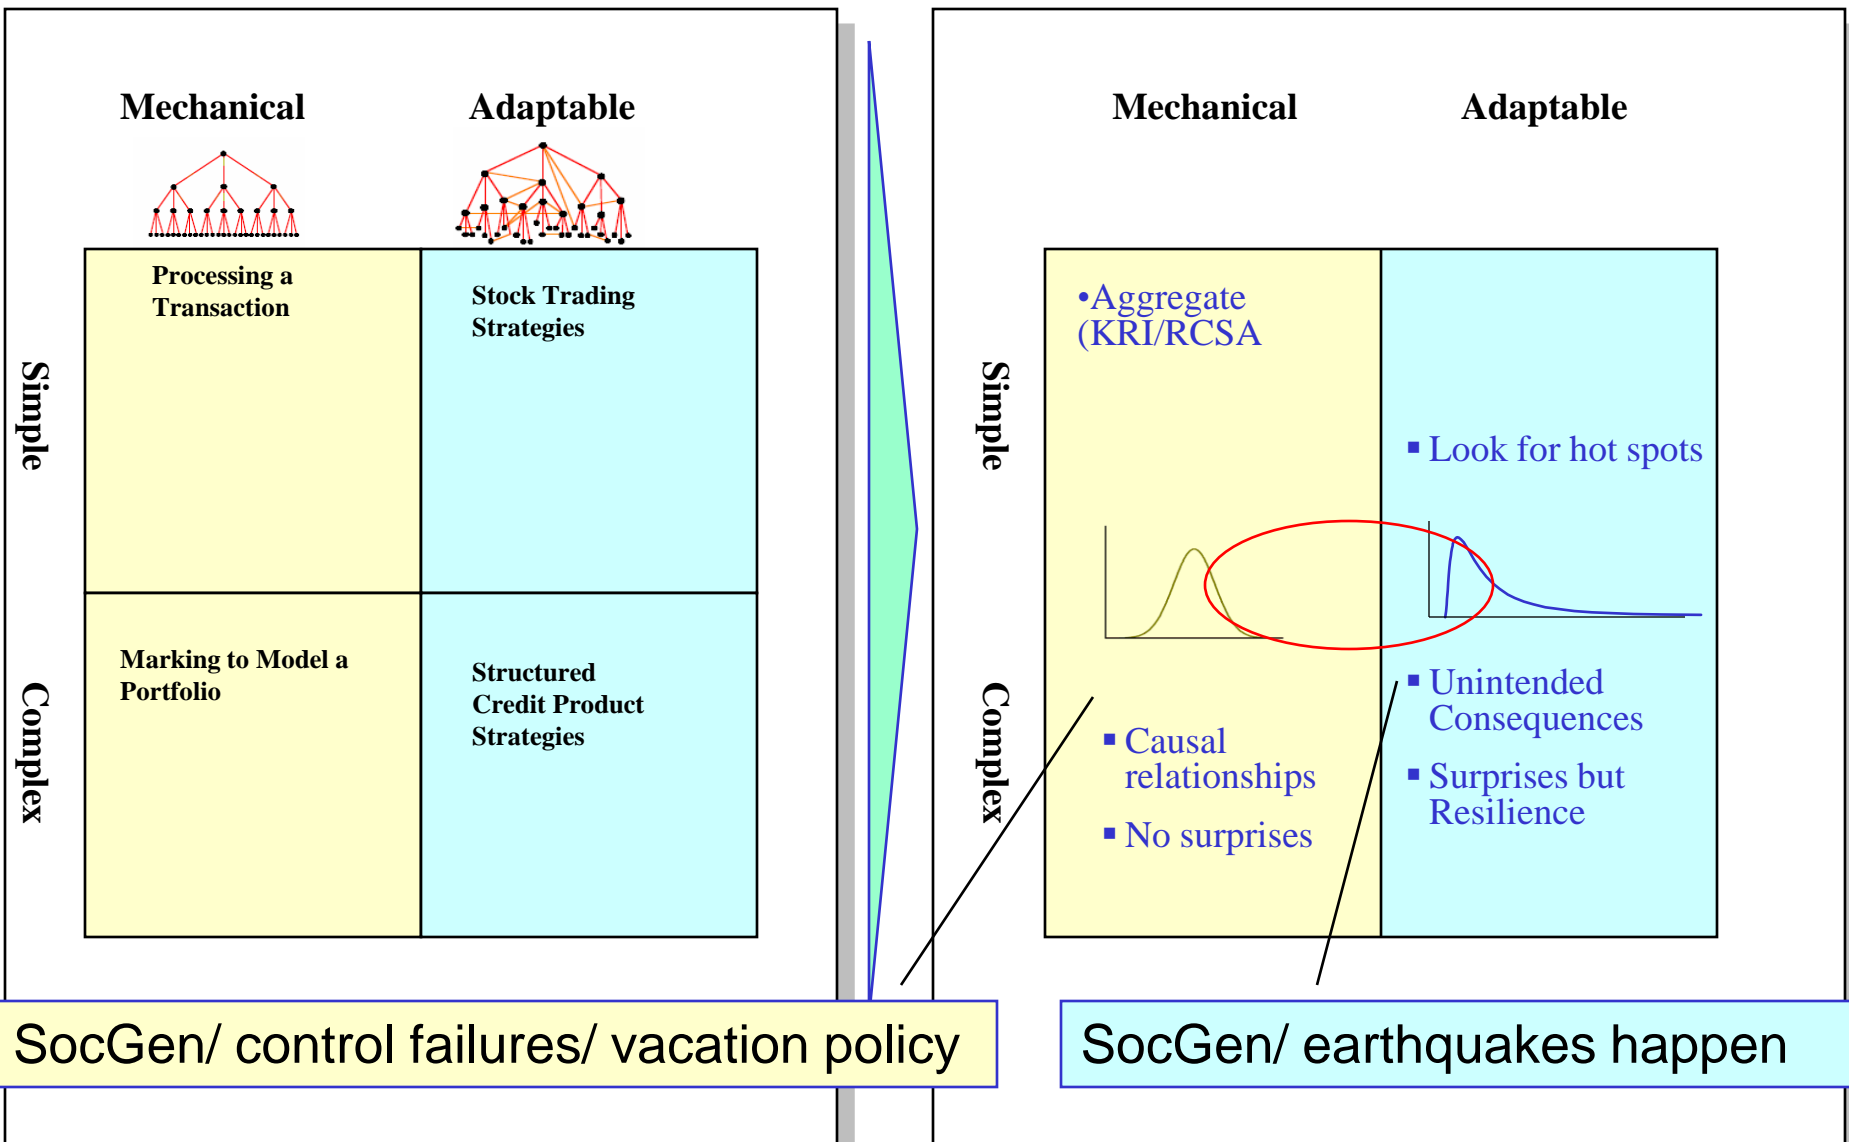 Mechanical
Adaptable
Processing a
Transaction
Stock Trading
Strategies
Simple
Marking to Model a
Portfolio
Structured
Credit Product
Strategies
Complex
Mechanical
Adaptable
•Aggregate
(KRI/RCSA
Simple
▪ Look for hot spots
Complex
▪ Causal
relationships
▪ No surprises
▪ Unintended
Consequences
▪ Surprises but
Resilience
SocGen/ control failures/ vacation policy
SocGen/ earthquakes happen